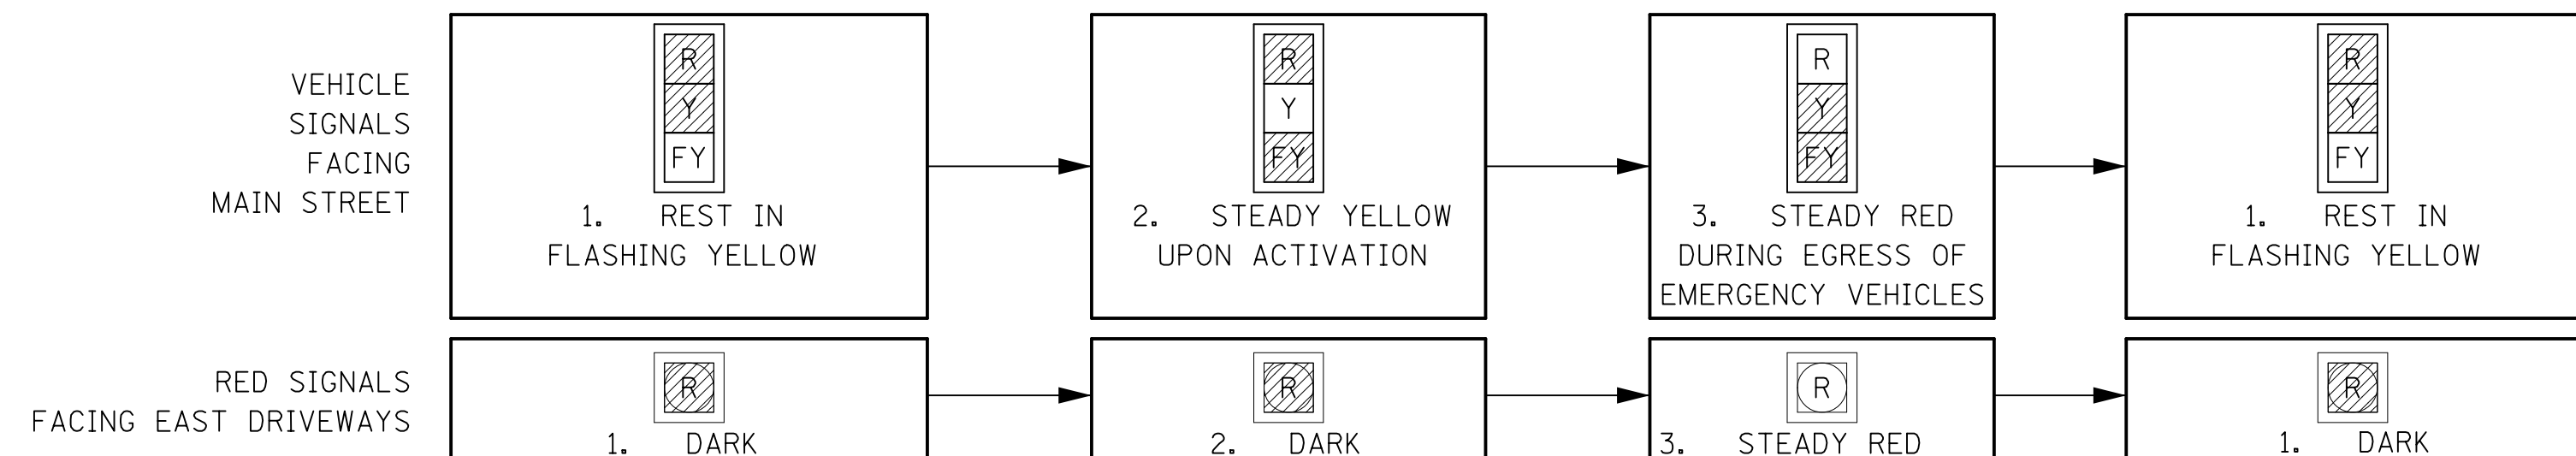 VEHICLE
SIGNALS
FACING
MAIN STREET
R
Y
FY
1. REST IN
FLASHING YELLOW
R
Y
FY
2. STEADY YELLOW
UPON ACTIVATION
R
Y
FY
3. STEADY RED
DURING EGRESS OF
EMERGENCY VEHICLES
R
Y
FY
1. REST IN
FLASHING YELLOW
RED SIGNALS
FACING EAST DRIVEWAYS
R
1. DARK
R
2. DARK
R
3. STEADY RED
R
1. DARK